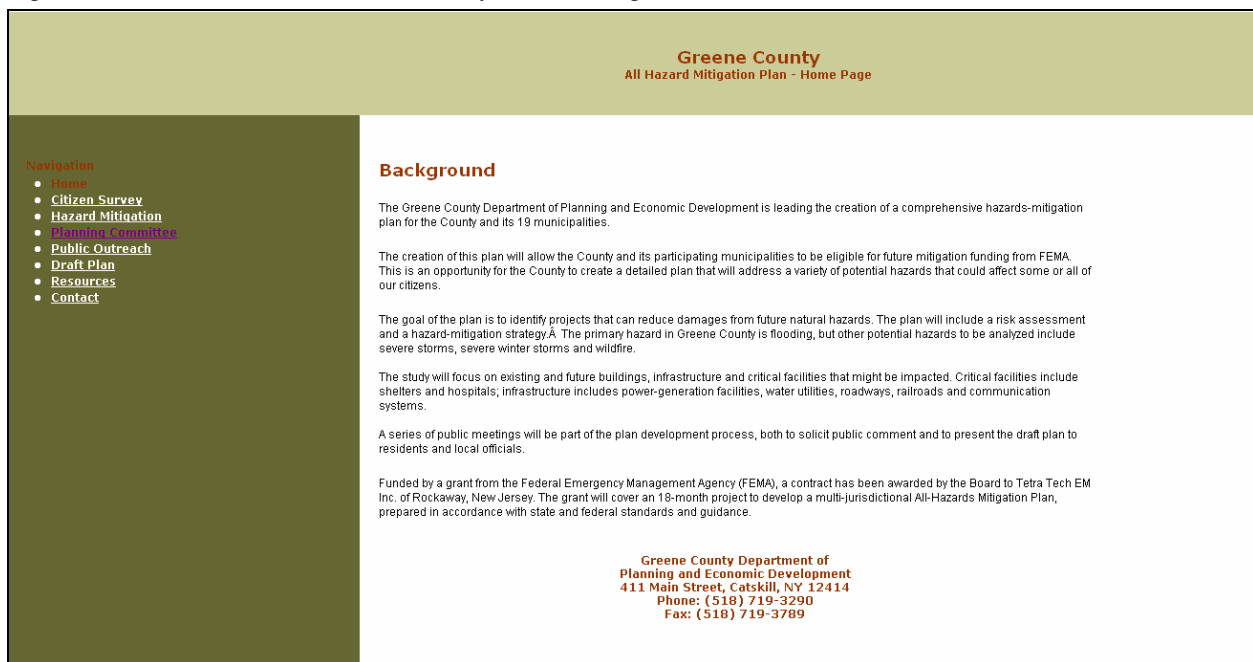 Greene County
All Hazard Mitigation Plan - Home Page
Navigation
Home
Citizen Survey
Hazard Mitigation
Planning Committee
Public Outreach
Draft Plan
Resources
Contact
Background
The Greene County Department of Planning and Economic Development is leading the creation of a comprehensive hazards-mitigation
plan for the County and its 19 municipalities.
The creation of this plan will allow the County and its participating municipalities to be eligible for future mitigation funding from FEMA.
This is an opportunity for the County to create a detailed plan that will address a variety of potential hazards that could affect some or all of
our citizens.
The goal of the plan is to identify projects that can reduce damages from future natural hazards. The plan will include a risk assessment
and a hazard-mitigation strategy.Â  The primary hazard in Greene County is flooding, but other potential hazards to be analyzed include
severe storms, severe winter storms and wildfire.
The study will focus on existing and future buildings, infrastructure and critical facilities that might be impacted. Critical facilities include
shelters and hospitals; infrastructure includes power-generation facilities, water utilities, roadways, railroads and communication
systems.
A series of public meetings will be part of the plan development process, both to solicit public comment and to present the draft plan to
residents and local officials.
Funded by a grant from the Federal Emergency Management Agency (FEMA), a contract has been awarded by the Board to Tetra Tech EM
Inc. of Rockaway, New Jersey. The grant will cover an 18-month project to develop a multi-jurisdictional All-Hazards Mitigation Plan,
prepared in accordance with state and federal standards and guidance.
Greene County Department of
Planning and Economic Development
411 Main Street, Catskill, NY 12414
Phone: (518) 719-3290
Fax: (518) 719-3789